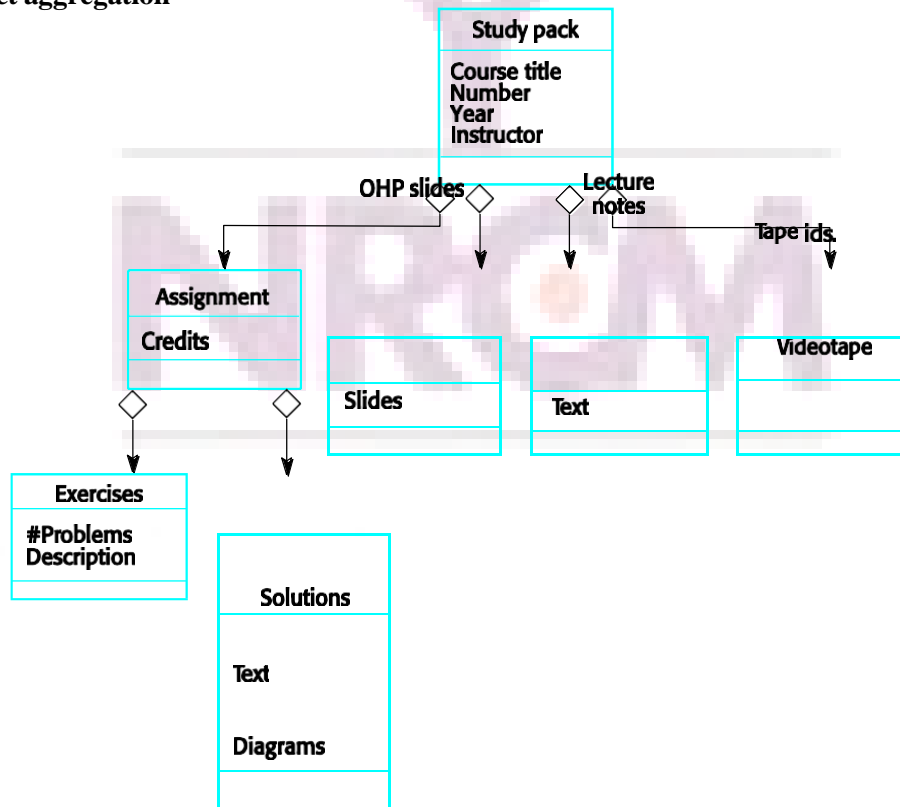 ct aggregation
Study pack
Course title
Number
Year
Instructor
OHP slides
Lecture
notes
Tape ids.
NRCM
Assignment
Credits
Videotape
Slides
Text
Exercises
#Problems
Description
Solutions
Text
Diagrams